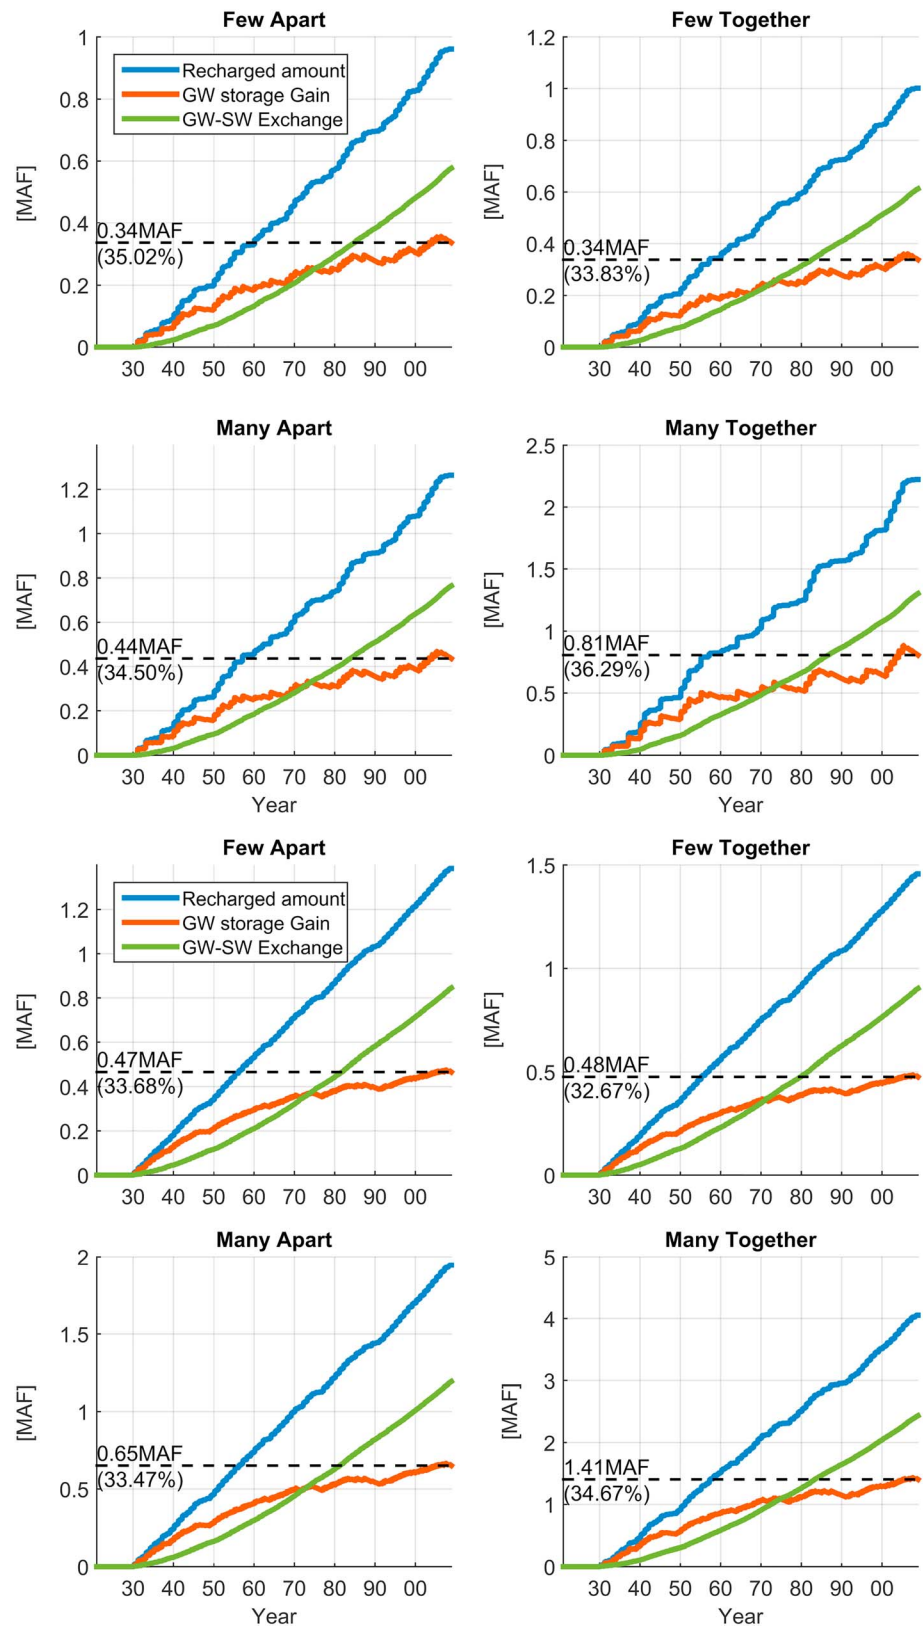 Few Apart
1
Recharged amount
GW storage Gain
GW-SW Exchange
0.8
0.6
0.4
0.2
0
[MAF]
0.34MAF
(35.02%)
30 40 50 60 70 80 90 00
Few Together
1.2
1
0.8
0.6
0.4
0.2
0
[MAF]
0.34MAF
(33.83%)
30 40 50 60 70 80 90 00
Many Apart
1.2
1
0.8
0.6
0.4
0.2
0
[MAF]
0.44MAF
(34.50%)
30 40 50 60 70 80 90 00
Year
Many Together
2.5
2
1.5
1
0.5
0
[MAF]
0.81MAF
(36.29%)
30 40 50 60 70 80 90 00
Year
Few Apart
Recharged amount
GW storage Gain
GW-SW Exchange
1.2
1
0.8
0.6
0.4
0.2
0
[MAF]
0.47MAF
(33.68%)
30 40 50 60 70 80 90 00
Few Together
1.5
1
0.5
0
[MAF]
0.48MAF
(32.67%)
30 40 50 60 70 80 90 00
Many Apart
2
1.5
1
0.5
0
[MAF]
0.65MAF
(33.47%)
30 40 50 60 70 80 90 00
Year
Many Together
5
4
3
2
1
0
[MAF]
1.41MAF
(34.67%)
30 40 50 60 70 80 90 00
Year